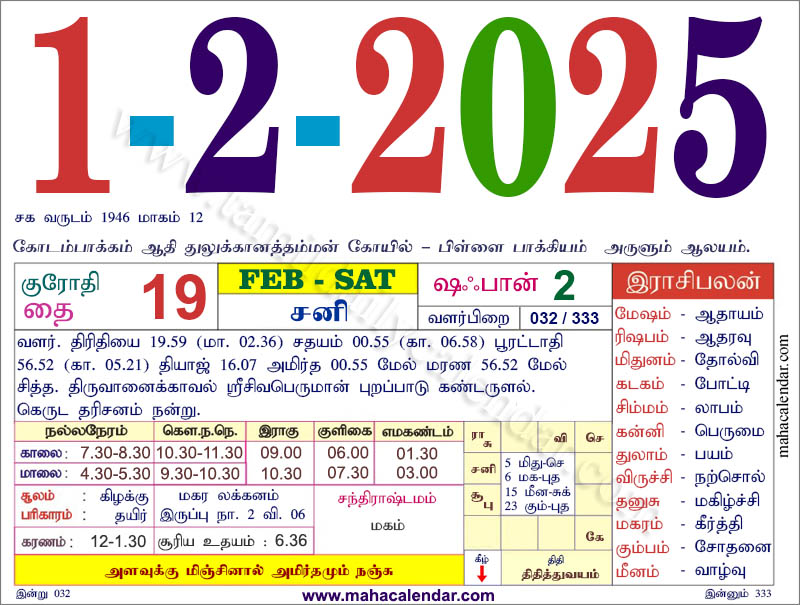 1-2-2025
சக வருடம் 1946 மாகம் 12
கோடம்பாக்கம் ஆதி துலுக்கானத்தம்மன் கோயில் – பிள்ளை பாக்கியம் அருளும் ஆலயம்.
குரோதி
தை
19
FEB - SAT
சனி
ஷஃபான் 2
வளர்பிறை 032 / 333
வளர். திரிதியை 19.59 (மா. 02.36) சதயம் 00.55 (கா. 06.58) பூரட்டாதி
56.52 (கா. 05.21) தியாஜ் 16.07 அமிர்த 00.55 மேல் மரண 56.52 மேல்
சித்த. திருவானைக்காவல் ஸ்ரீசிவபெருமான் புறப்பாடு கண்டருளல்.
கெருட தரிசனம் நன்று.
நல்லநேரம் கௌ.ந.நெ. இராகு குளிகை எமகண்டம்
காலை: 7.30-8.30 10.30-11.30 09.00 06.00 01.30
மாலை: 4.30-5.30 9.30-10.30 10.30 07.30 03.00
சூலம் : கிழக்கு
பரிகாரம் : தயிர்
மகர லக்கனம்
இருப்பு நா. 2 வி. 06
சந்திராஷ்டமம்
மகம்
கரணம் : 12-1.30 சூரிய உதயம் : 6.36
அளவுக்கு மிஞ்சினால் அமிர்தமும் நஞ்சு
ரா
சு
வி
செ
சனி
சூ
பு
கே
5 மிது-செ
6 மக-புத
15 மீன-சுக்
23 கும்-புத
கீழ்
திதி
திதித்துவயம்
இராசிபலன்
மேஷம் - ஆதாயம்
ரிஷபம் - ஆதரவு
மிதுனம் - தோல்வி
கடகம் - போட்டி
சிம்மம் - லாபம்
கன்னி - பெருமை
துலாம் - பயம்
விருச்சி - நற்சொல்
தனுசு - மகிழ்ச்சி
மகரம் - கீர்த்தி
கும்பம் - சோதனை
மீனம் - வாழ்வு
mahacalendar.com
இன்று 032
www.mahacalendar.com
இன்னும் 333
www.tamildailycalendar.com